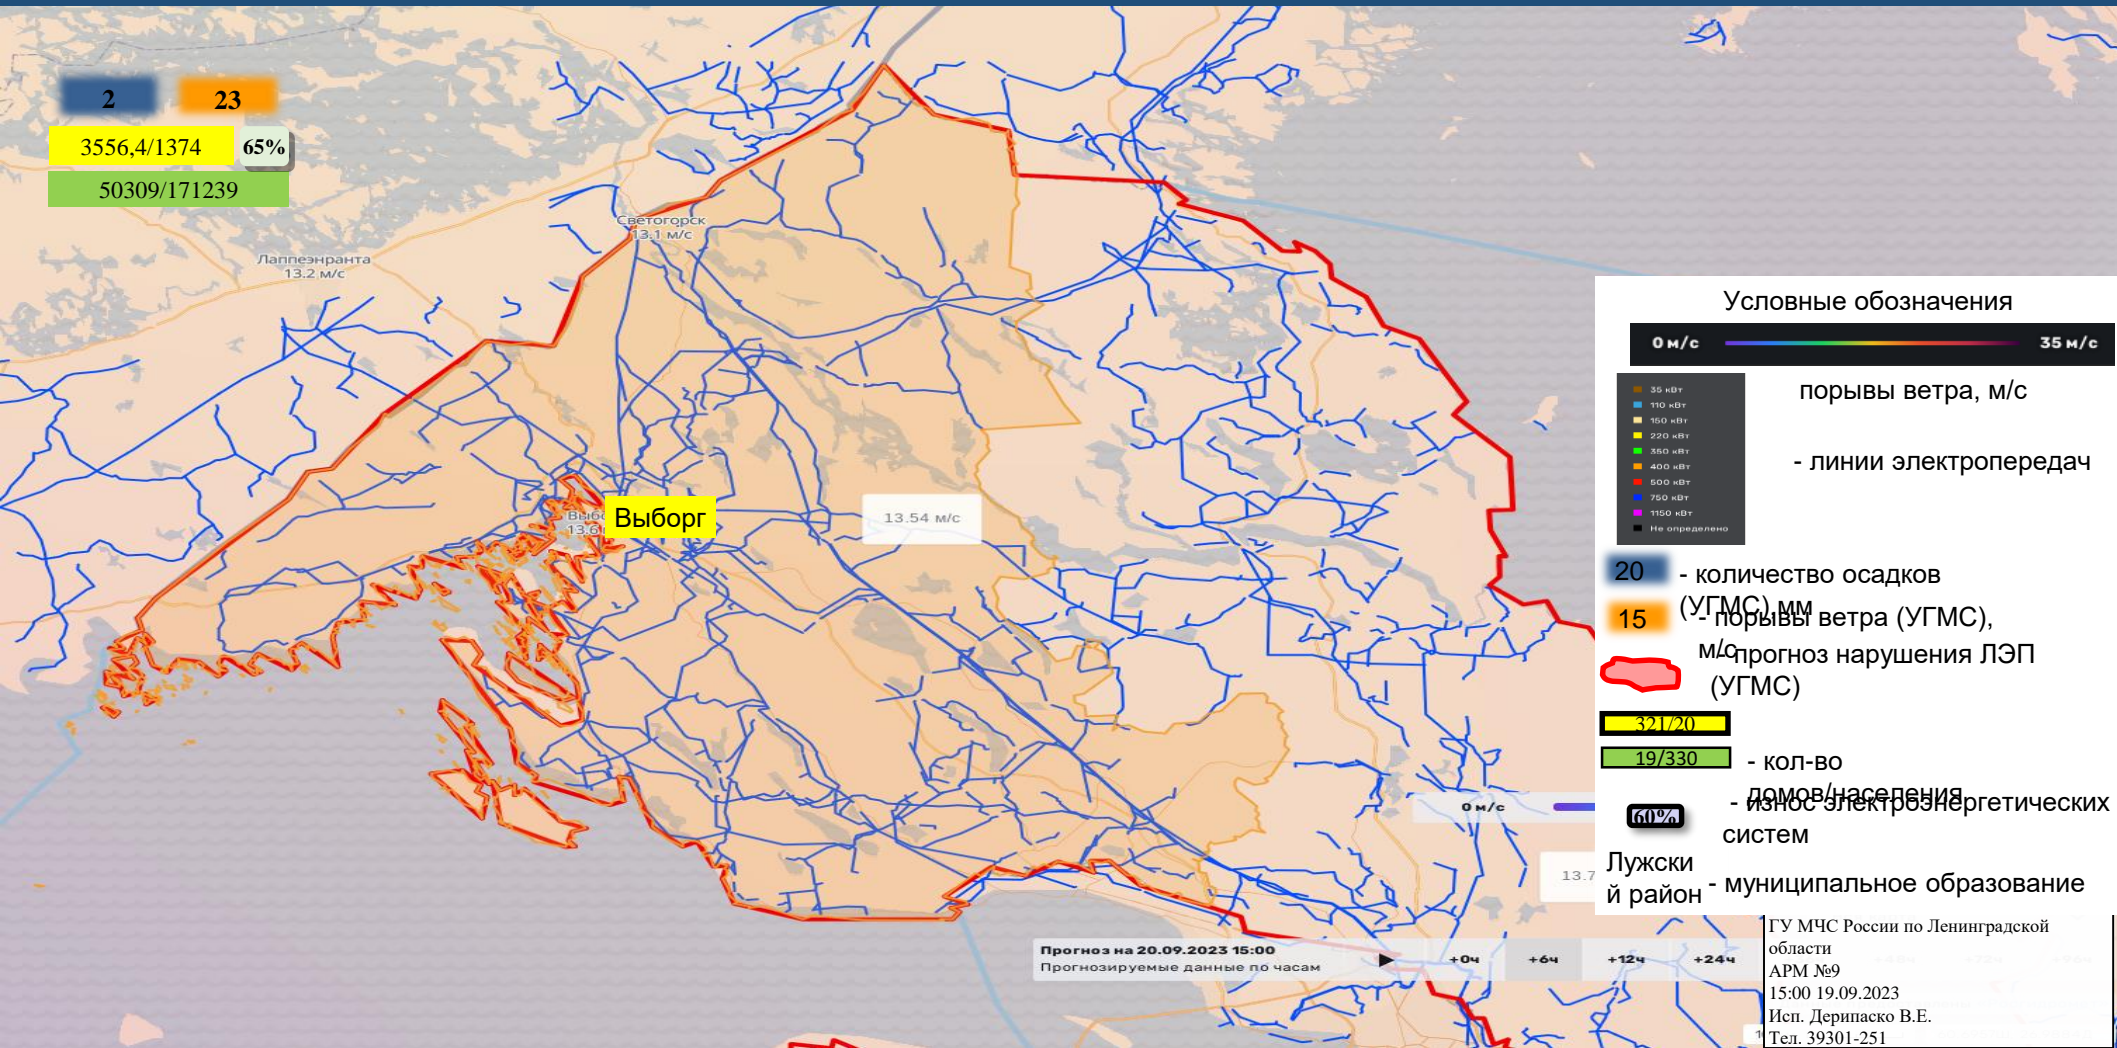 2
23
3556,4/1374
65%
50309/171239
Светогорск
13.1 м/с
Лаппеэнранта
13.2 м/с
13.6
Выборг
13.54 м/с
Условные обозначения
0 м/с
35 м/с
35 кВт
110 кВт
150 кВт
220 кВт
350 кВт
400 кВт
500 кВт
750 кВт
1150 кВт
Не определено
порывы ветра, м/с
- линии электропередач
20
- количество осадков
(УГМС),мм
15
- порывы ветра (УГМС),
м/с
- прогноз нарушения ЛЭП
(УГМС)
321/20
19/330
- кол-во
домов/населения
60%
- износ электроэнергетических
систем
Лужски
й район
- муниципальное образование
0 м/с
13.7
Прогноз на 20.09.2023 15:00
Прогнозируемые данные по часам
+0ч
+6ч
+12ч
+24ч
ГУ МЧС России по Ленинградской
области
АРМ №9
15:00 19.09.2023
Исп. Дерипаско В.Е.
Тел. 39301-251